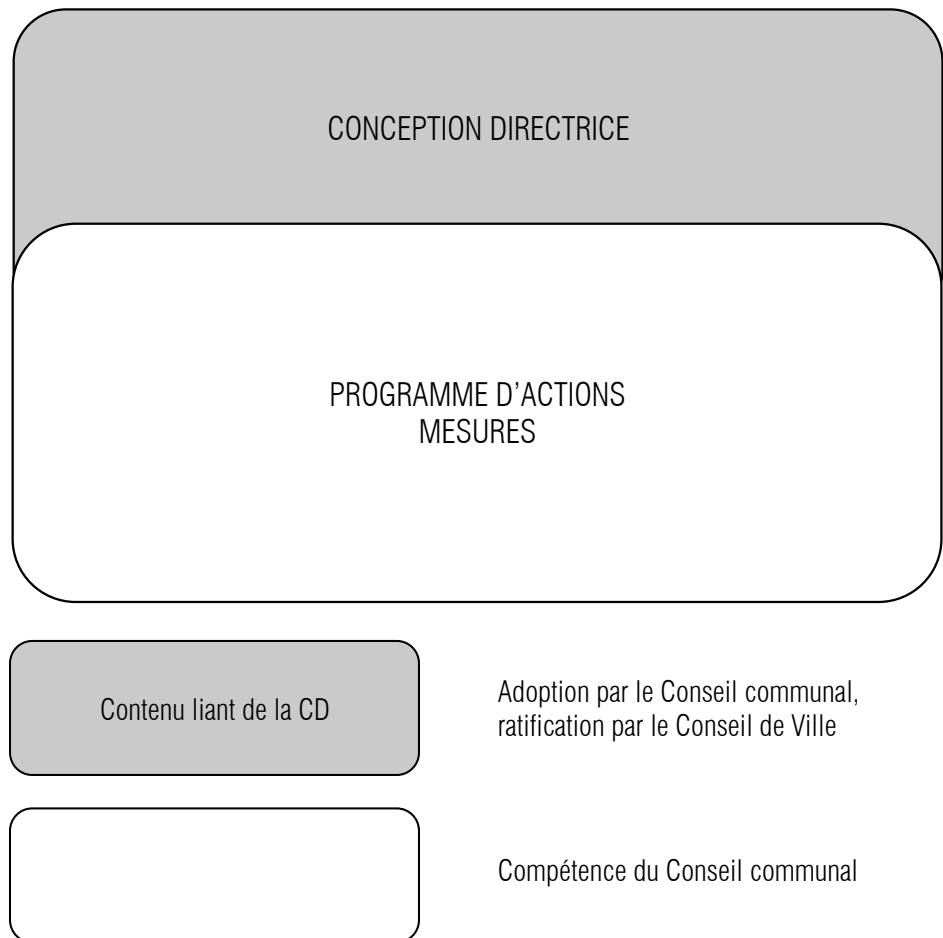 CONCEPTION DIRECTRICE
PROGRAMME D’ACTIONS
MESURES
Contenu liant de la CD
Adoption par le Conseil communal,
ratification par le Conseil de Ville
Compétence du Conseil communal